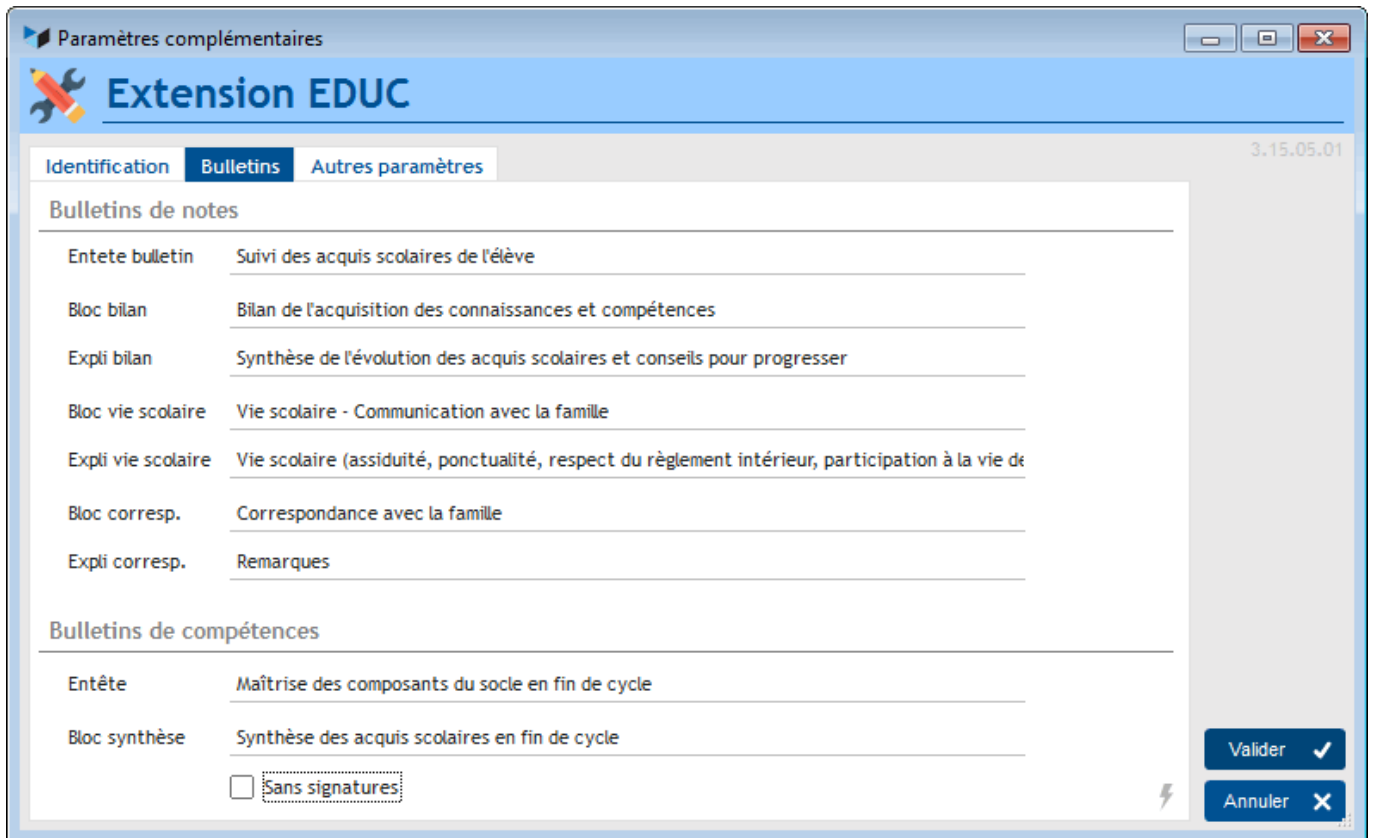 Paramètres complémentaires
Extension EDUC
3.15.05.01
Identification Bulletins Autres paramètres
Bulletins de notes
Entete bulletin Suivi des acquis scolaires de l'élève
Bloc bilan Bilan de l'acquisition des connaissances et compétences
Expli bilan Synthèse de l'évolution des acquis scolaires et conseils pour progresser
Bloc vie scolaire Vie scolaire - Communication avec la famille
Expli vie scolaire Vie scolaire (assiduité, ponctualité, respect du règlement intérieur, participation à la vie de
Bloc corresp. Correspondance avec la famille
Expli corresp. Remarques
Bulletins de compétences
Entête Maîtrise des composants du socle en fin de cycle
Bloc synthèse Synthèse des acquis scolaires en fin de cycle
Sans signatures
Valider
Annuler